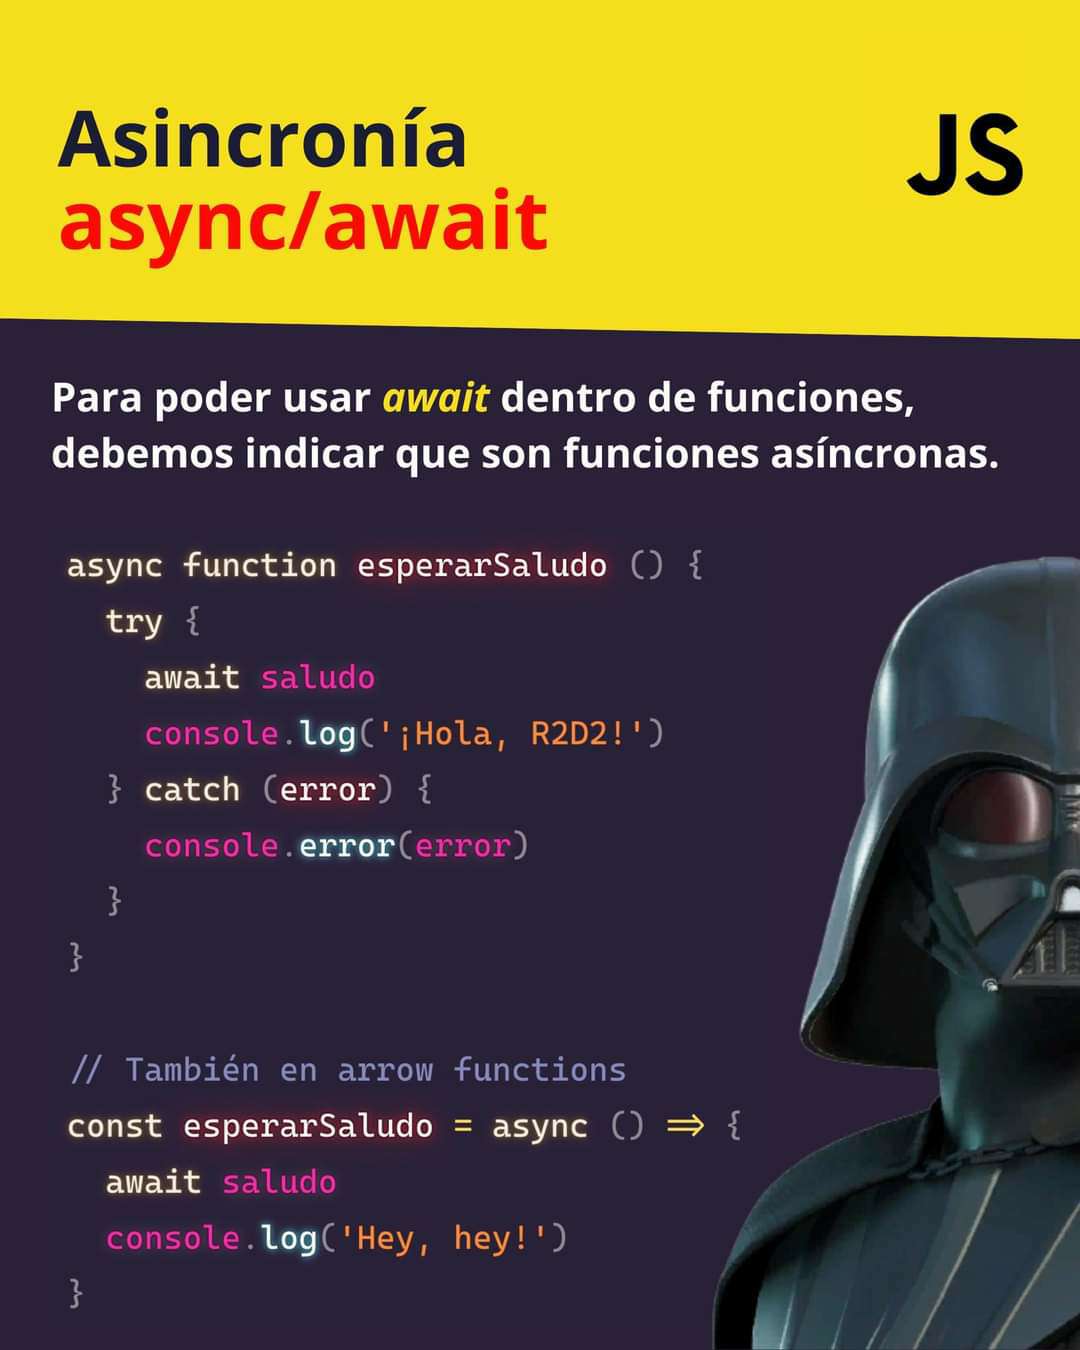 Asincronía
JS
async/await
Para poder usar await dentro de funciones,
debemos indicar que son funciones asíncronas.
async function esperarSaludo () {
  try {
    await saludo
    console.log('¡Hola, R2D2!')
  } catch (error) {
    console.error(error)
  }
}
// También en arrow functions
const esperarSaludo = async () => {
  await saludo
  console.log('Hey, hey!')
}